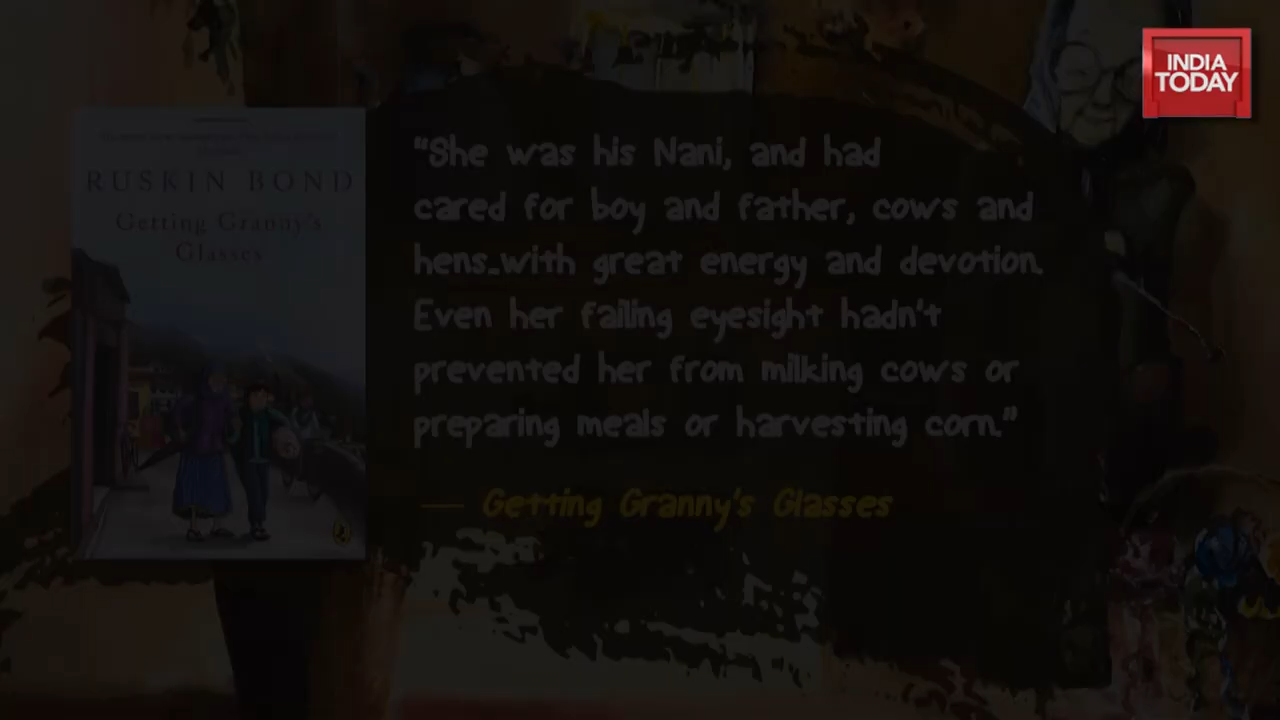 INDIA
TODAY
RUSKIN BOND
Getting Granny's
Glasses
"She was his Nani, and had
cared for boy and father, cows and
hens...with great energy and devotion.
Even her failing eyesight hadn't
prevented her from milking cows or
preparing meals or harvesting corn."
— Getting Granny's Glasses